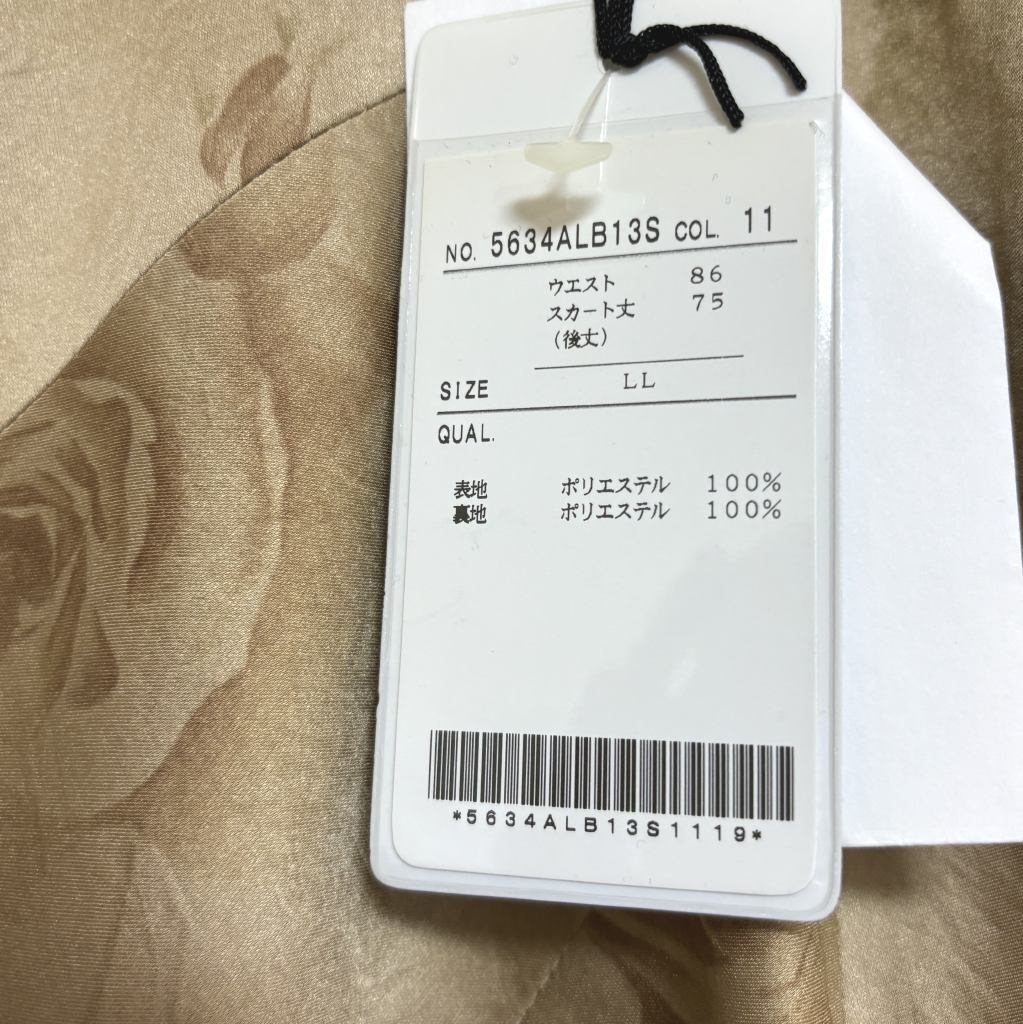 NO. 5634ALB13S COL. 11
ウエスト 86
スカート丈 75
(後丈)
SIZE LL
QUAL.
表地 ポリエステル 100%
裏地 ポリエステル 100%
*5634ALB13S1119*